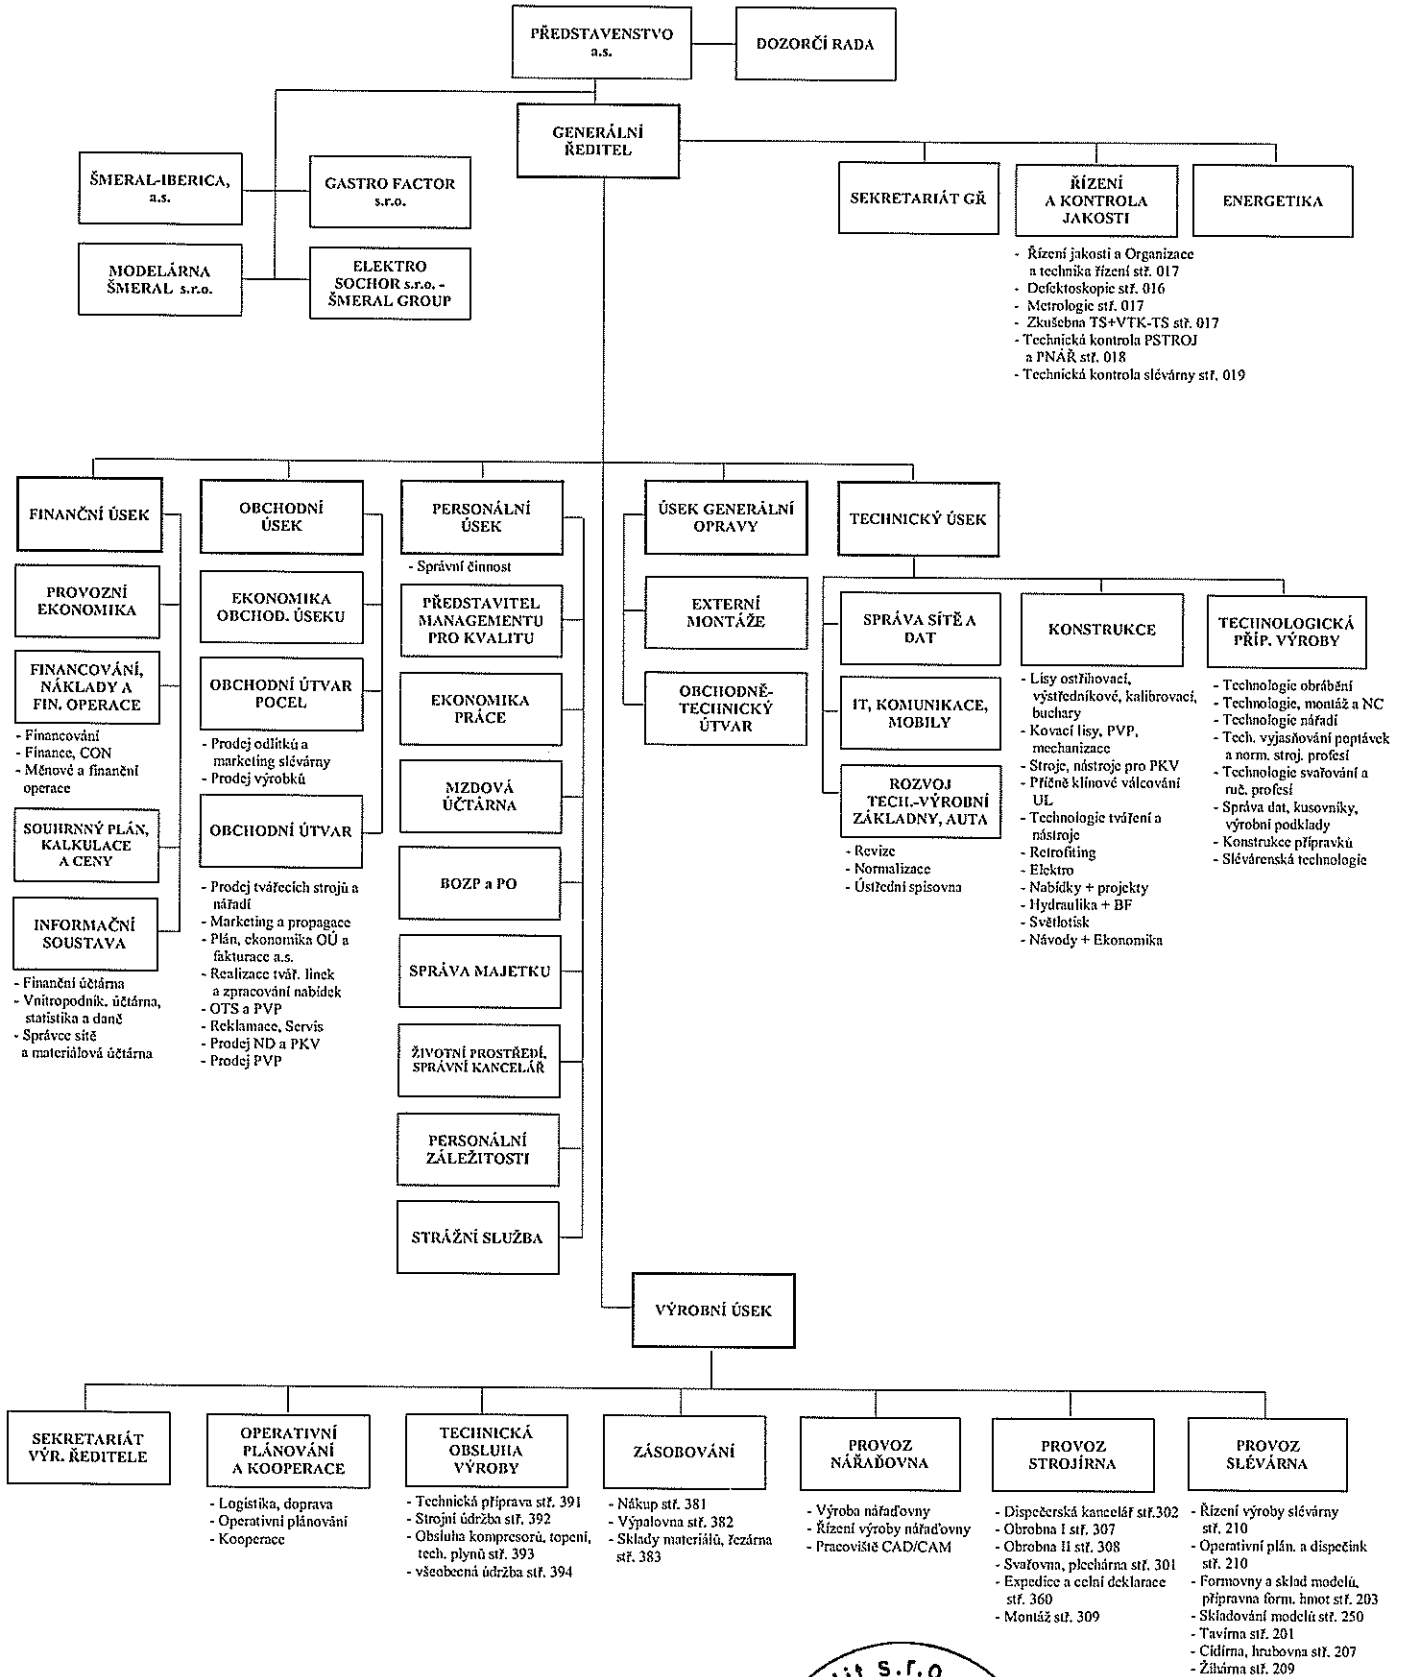 PŘEDSTAVENSTVO
a.s.
DOZORČÍ RADA
GENERÁLNÍ
ŘEDITEL
ŠMERAL-IBERICA,
a.s.
GASTRO FACTOR
s.r.o.
MODELÁRNA
ŠMERAL s.r.o.
ELEKTRO
SOCHOR s.r.o. -
ŠMERAL GROUP
SEKRETARIÁT GŘ
ŘÍZENÍ
A KONTROLA
JAKOSTI
ENERGETIKA
- Řízení jakosti a Organizace
a technika řízení stř. 017
- Defektoskopie stř. 016
- Metrologie stř. 017
- Zkušebna TS+VTK-TS stř. 017
- Technická kontrola PSTROJ
a PNÁŘ stř. 018
- Technická kontrola slévárny stř. 019
FINANČNÍ ÚSEK
PROVOZNÍ
EKONOMIKA
FINANCOVÁNÍ,
NÁKLADY A
FIN. OPERACE
- Financování
- Finance, CON
- Měnové a finanční
operace
SOUHRNNÝ PLÁN,
KALKULACE
A CENY
INFORMAČNÍ
SOUSTAVA
- Finanční účtárna
- Vnitropodnik. účtárna,
statistika a daně
- Správce sítě
a materiálová účtárna
OBCHODNÍ
ÚSEK
EKONOMIKA
OBCHOD. ÚSEKU
OBCHODNÍ ÚTVAR
POCEL
- Prodej odlitků a
marketing slévárny
- Prodej výrobků
OBCHODNÍ ÚTVAR
- Prodej tvářecích strojů a
nářadí
- Marketing a propagace
- Plán, ekonomika OÚ a
fakturace a.s.
- Realizace tvář. linek
a zpracování nabídek
- OTS a PVP
- Reklamace, Servis
- Prodej ND a PKV
- Prodej PVP
PERSONÁLNÍ
ÚSEK
- Správní činnost
PŘEDSTAVITEL
MANAGEMENTU
PRO KVALITU
EKONOMIKA
PRÁCE
MZDOVÁ
ÚČTÁRNA
BOZP a PO
SPRÁVA MAJETKU
ŽIVOTNÍ PROSTŘEDÍ,
SPRÁVNÍ KANCELÁŘ
PERSONÁLNÍ
ZÁLEŽITOSTI
STRÁŽNÍ SLUŽBA
ÚSEK GENERÁLNÍ
OPRAVY
EXTERNÍ
MONTÁŽE
OBCHODNĚ-
TECHNICKÝ
ÚTVAR
TECHNICKÝ ÚSEK
SPRÁVA SÍTĚ A
DAT
IT, KOMUNIKACE,
MOBILY
ROZVOJ
TECH.-VÝROBNÍ
ZÁKLADNY, AUTA
- Revize
- Normalizace
- Ústřední spisovna
KONSTRUKCE
- Lisy ostřihovací,
výstředníkové, kalibrovací,
buchary
- Kovací lisy, PVP,
mechanizace
- Stroje, nástroje pro PKV
- Příčné klínové válcování
UL
- Technologie tváření a
nástroje
- Retrofiting
- Elektro
- Nabídky + projekty
- Hydraulika + BF
- Světlotisk
- Návody + Ekonomika
TECHNOLOGICKÁ
PŘÍP. VÝROBY
- Technologie obrábění
- Technologie, montáž a NC
- Technologie nářadí
- Tech. vyjasňování poptávek
a norm. stroj. profesí
- Technologie svařování a
ruč. profesí
- Správa dat, kusovníky,
výrobní podklady
- Konstrukce přípravků
- Slévárenská technologie
VÝROBNÍ ÚSEK
SEKRETARIÁT
VÝR. ŘEDITELE
OPERATIVNÍ
PLÁNOVÁNÍ
A KOOPERACE
- Logistika, doprava
- Operativní plánování
- Kooperace
TECHNICKÁ
OBSLUHA
VÝROBY
- Technická příprava stř. 391
- Strojní údržba stř. 392
- Obsluha kompresorů, topení,
tech. plynů stř. 393
- všeobecná údržba stř. 394
ZÁSOBOVÁNÍ
- Nákup stř. 381
- Výpalovna stř. 382
- Sklady materiálů, řezárna
stř. 383
PROVOZ
NÁŘAĎOVNA
- Výroba nářaďovny
- Řízení výroby nářaďovny
- Pracoviště CAD/CAM
PROVOZ
STROJÍRNA
- Dispečerská kancelář stř.302
- Obrobna I stř. 307
- Obrobna II stř. 308
- Svařovna, plechárna stř. 301
- Expedice a celní deklarace
stř. 360
- Montáž stř. 309
PROVOZ
SLÉVÁRNA
- Řízení výroby slévárny
stř. 210
- Operativní plán. a dispečink
stř. 210
- Formovny a sklad modelů,
přípravna form. hmot stř. 203
- Skladování modelů stř. 250
- Tavírna stř. 201
- Cídírna, hrubovna stř. 207
- Žíhárna stř. 209
s.r.o.